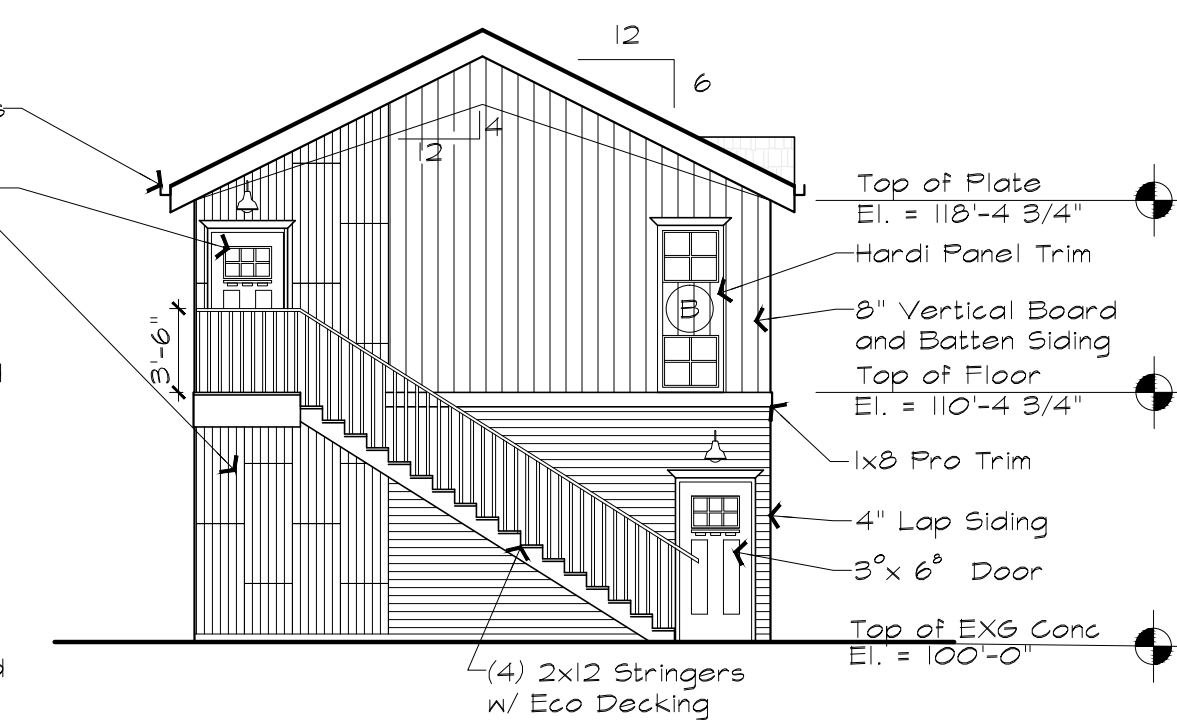 12
6
4
12
Top of Plate
El. = 118'-4 3/4"
Hardi Panel Trim
B
8" Vertical Board
and Batten Siding
3'-6"
Top of Floor
El. = 110'-4 3/4"
1x8 Pro Trim
4" Lap Siding
3⁰x 6⁸ Door
Top of EXG Conc
El. = 100'-0"
(4) 2x12 Stringers
w/ Eco Decking